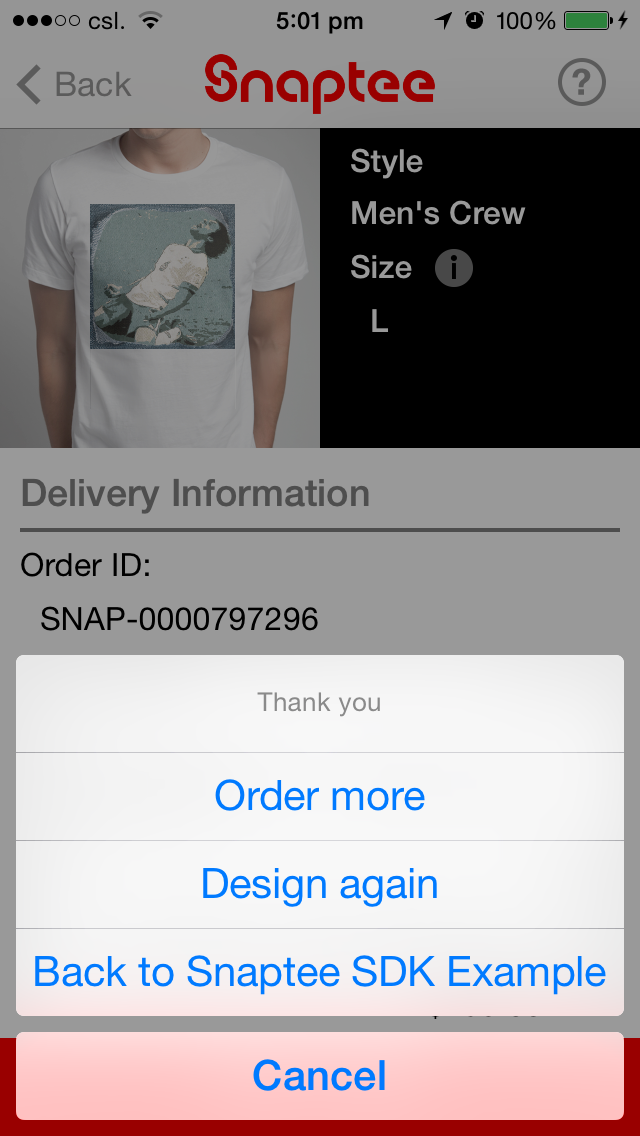 csl. 5:01 pm 100%
Back Snaptee ?
Style
Men's Crew
Size i
L
Delivery Information
Order ID:
SNAP-0000797296
Thank you
Order more
Design again
Back to Snaptee SDK Example
Cancel